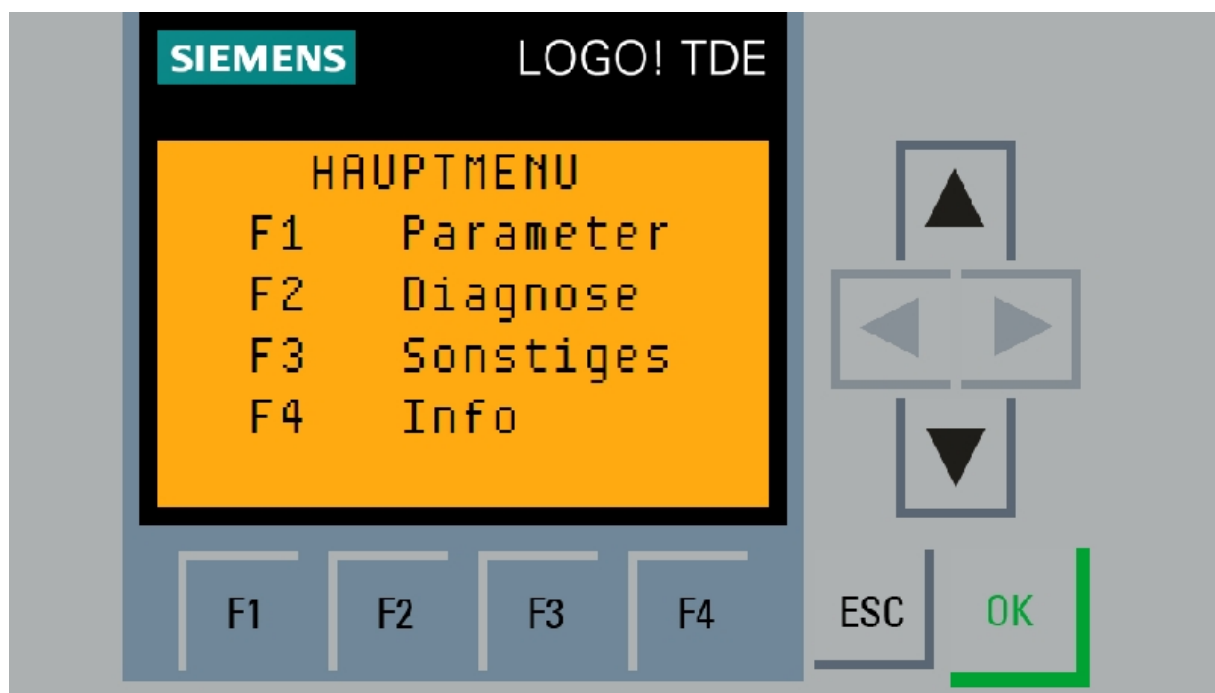 SIEMENS LOGO! TDE
HAUPTMENU
F1 Parameter
F2 Diagnose
F3 Sonstiges
F4 Info
F1 F2 F3 F4 ESC OK